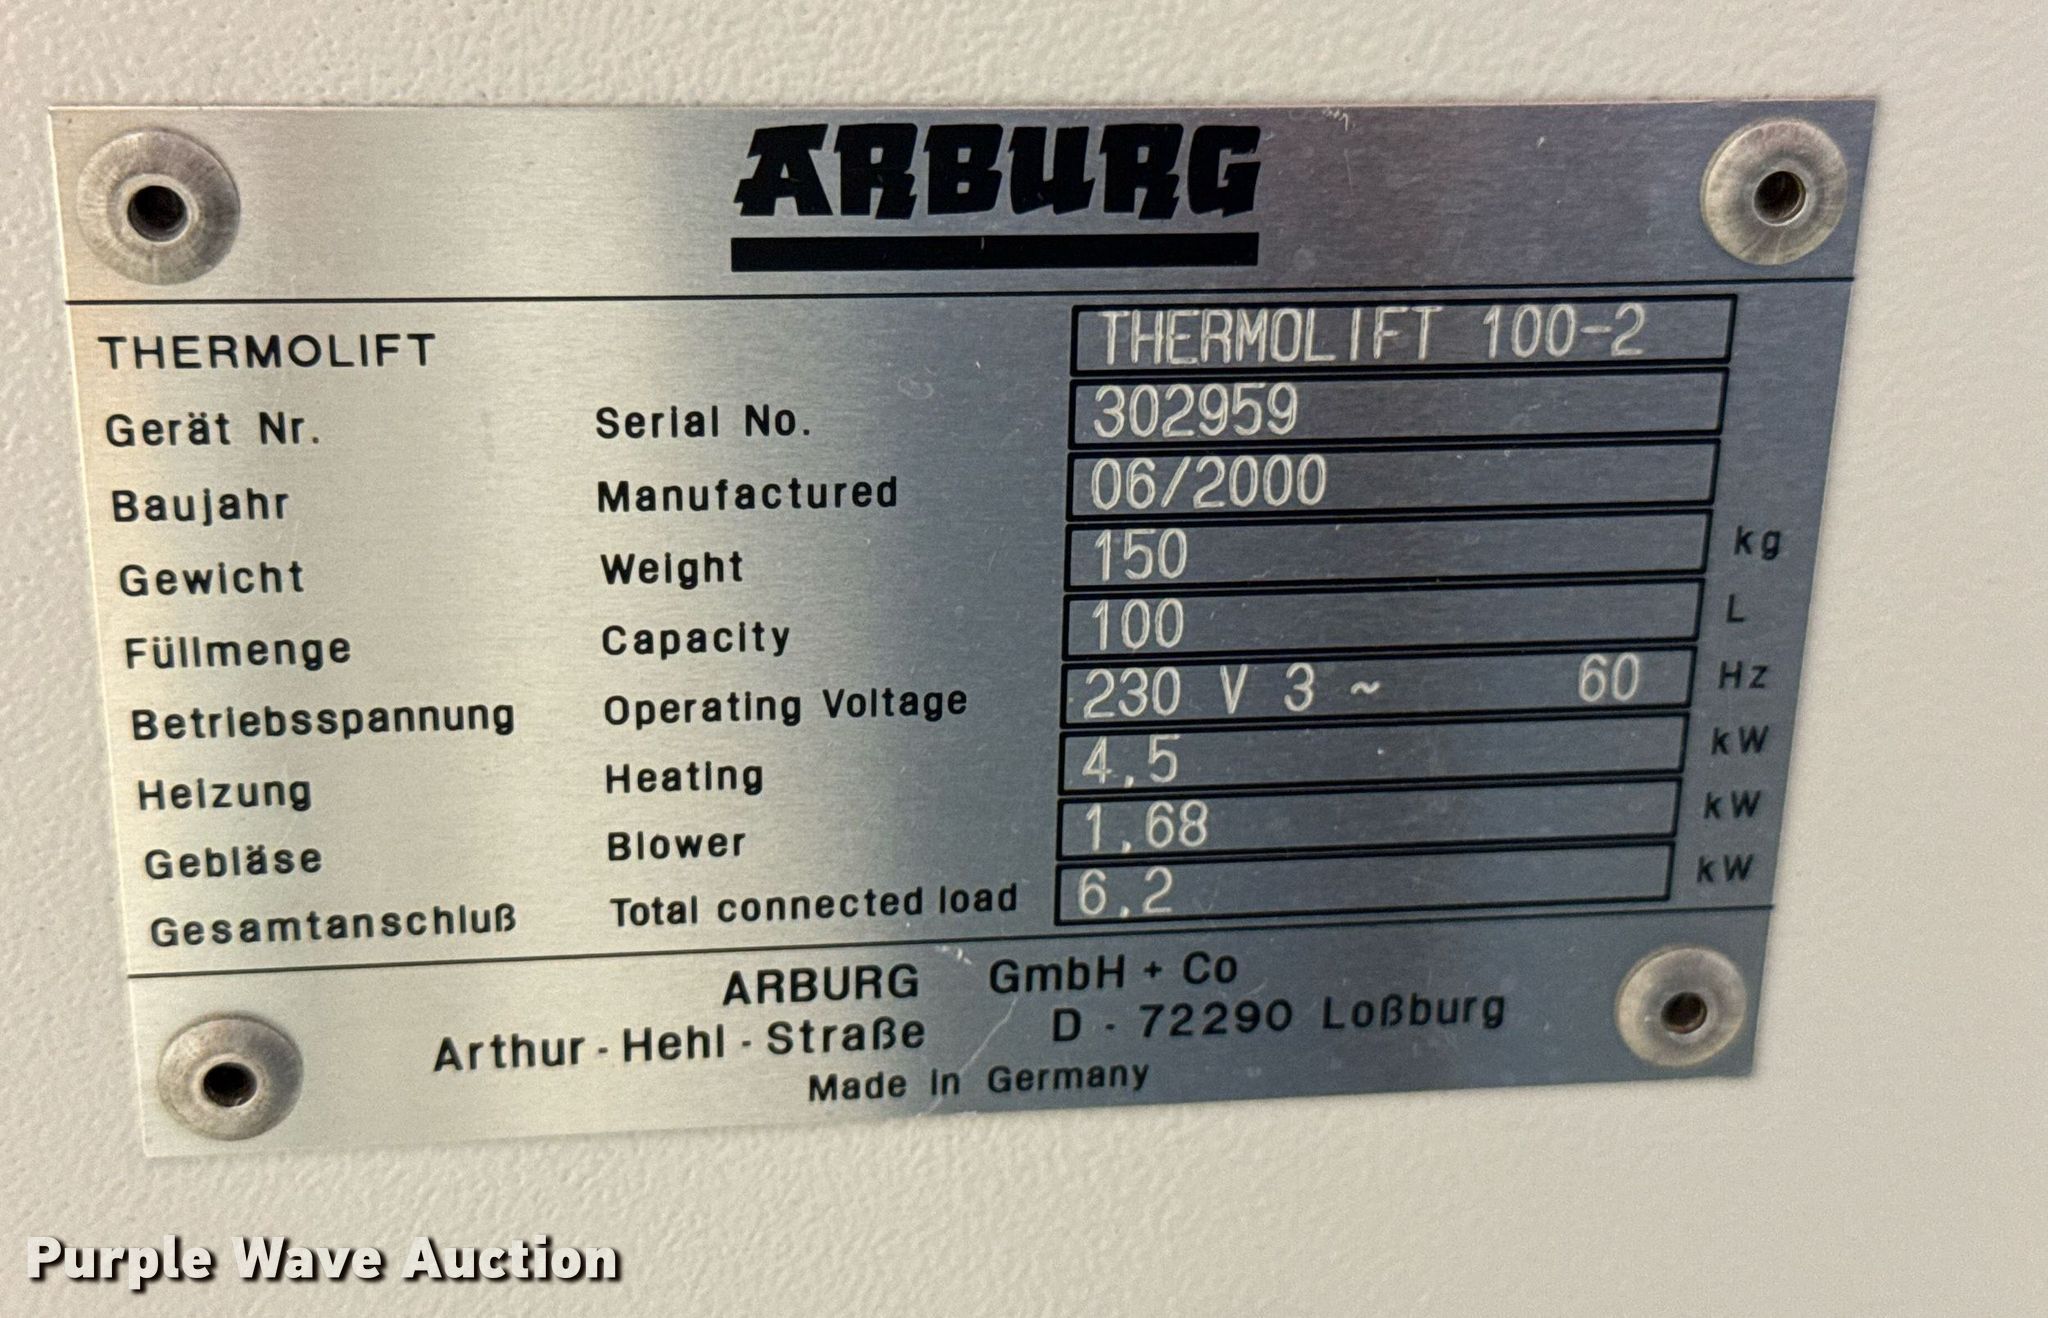 ARBURG
THERMOLIFT THERMOLIFT 100-2
Gerät Nr. Serial No. 302959
Baujahr Manufactured 06/2000
Gewicht Weight 150 kg
Füllmenge Capacity 100 L
Betriebsspannung Operating Voltage 230 V 3 ~ 60 Hz
Heizung Heating 4,5 kW
Gebläse Blower 1,68 kW
Gesamtanschluß Total connected load 6,2 kW
ARBURG GmbH + Co
Arthur - Hehl - Straße D - 72290 Loßburg
Made in Germany
Purple Wave Auction